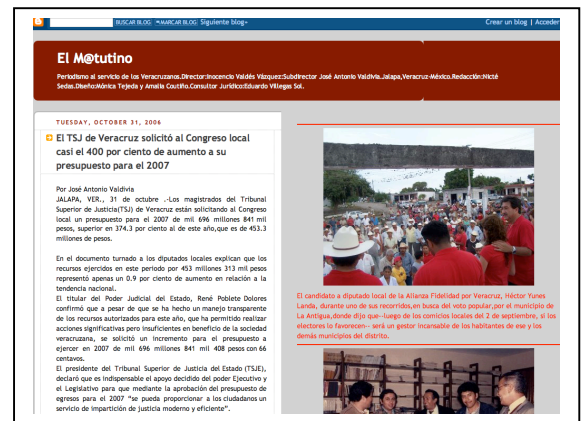 BUSCAR BLOG MARCAR BLOG Siguiente blog» Crear un blog | Acceder
El M@tutino
Periodismo al servicio de los Veracruzanos.Director:Inocencio Valdés Vázquez:Subdirector José Antonio Valdivia.Jalapa,Veracruz-México.Redacción:Nicté
Sedas.Diseño:Mónica Tejeda y Amalia Coutiño.Consultor Jurídico:Eduardo Villegas Sol.
TUESDAY, OCTOBER 31, 2006
El TSJ de Veracruz solicitó al Congreso local
casi el 400 por ciento de aumento a su
presupuesto para el 2007
Por José Antonio Valdivia
JALAPA, VER., 31 de octubre .-Los magistrados del Tribunal
Superior de Justicia(TSJ) de Veracruz están solicitando al Congreso
local un presupuesto para el 2007 de mil 696 millones 841 mil
pesos, superior en 374.3 por ciento al de este año,que es de 453.3
millones de pesos.
En el documento turnado a los diputados locales explican que los
recursos ejercidos en este periodo por 453 millones 313 mil pesos
representó apenas un 0.9 por ciento de aumento en relación a la
tendencia nacional.
El titular del Poder Judicial del Estado, René Poblete Dolores
confirmó que a pesar de que se ha hecho un manejo transparente
de los recursos autorizados para este año, que ha permitido realizar
acciones significativas pero insuficientes en beneficio de la sociedad
veracruzana, se solicitó un incremento para el presupuesto a
ejercer en 2007 de mil 696 millones 841 mil 408 pesos con 66
centavos.
El presidente del Tribunal Superior de Justicia del Estado (TSJE),
declaró que es indispensable el apoyo decidido del poder Ejecutivo y
el Legislativo para que mediante la aprobación del presupuesto de
egresos para el 2007 “se pueda proporcionar a los ciudadanos un
servicio de impartición de justicia moderno y eficiente”.
El candidato a diputado local de la Alianza Fidelidad por Veracruz, Héctor Yunes
Landa, durante uno de sus recorridos,en busca del voto popular,por el municipio de
La Antigua,donde dijo que--luego de los comicios locales del 2 de septiembre, si los
electores lo favorecen-- será un gestor incansable de los habitantes de ese y los
demás municipios del distrito.